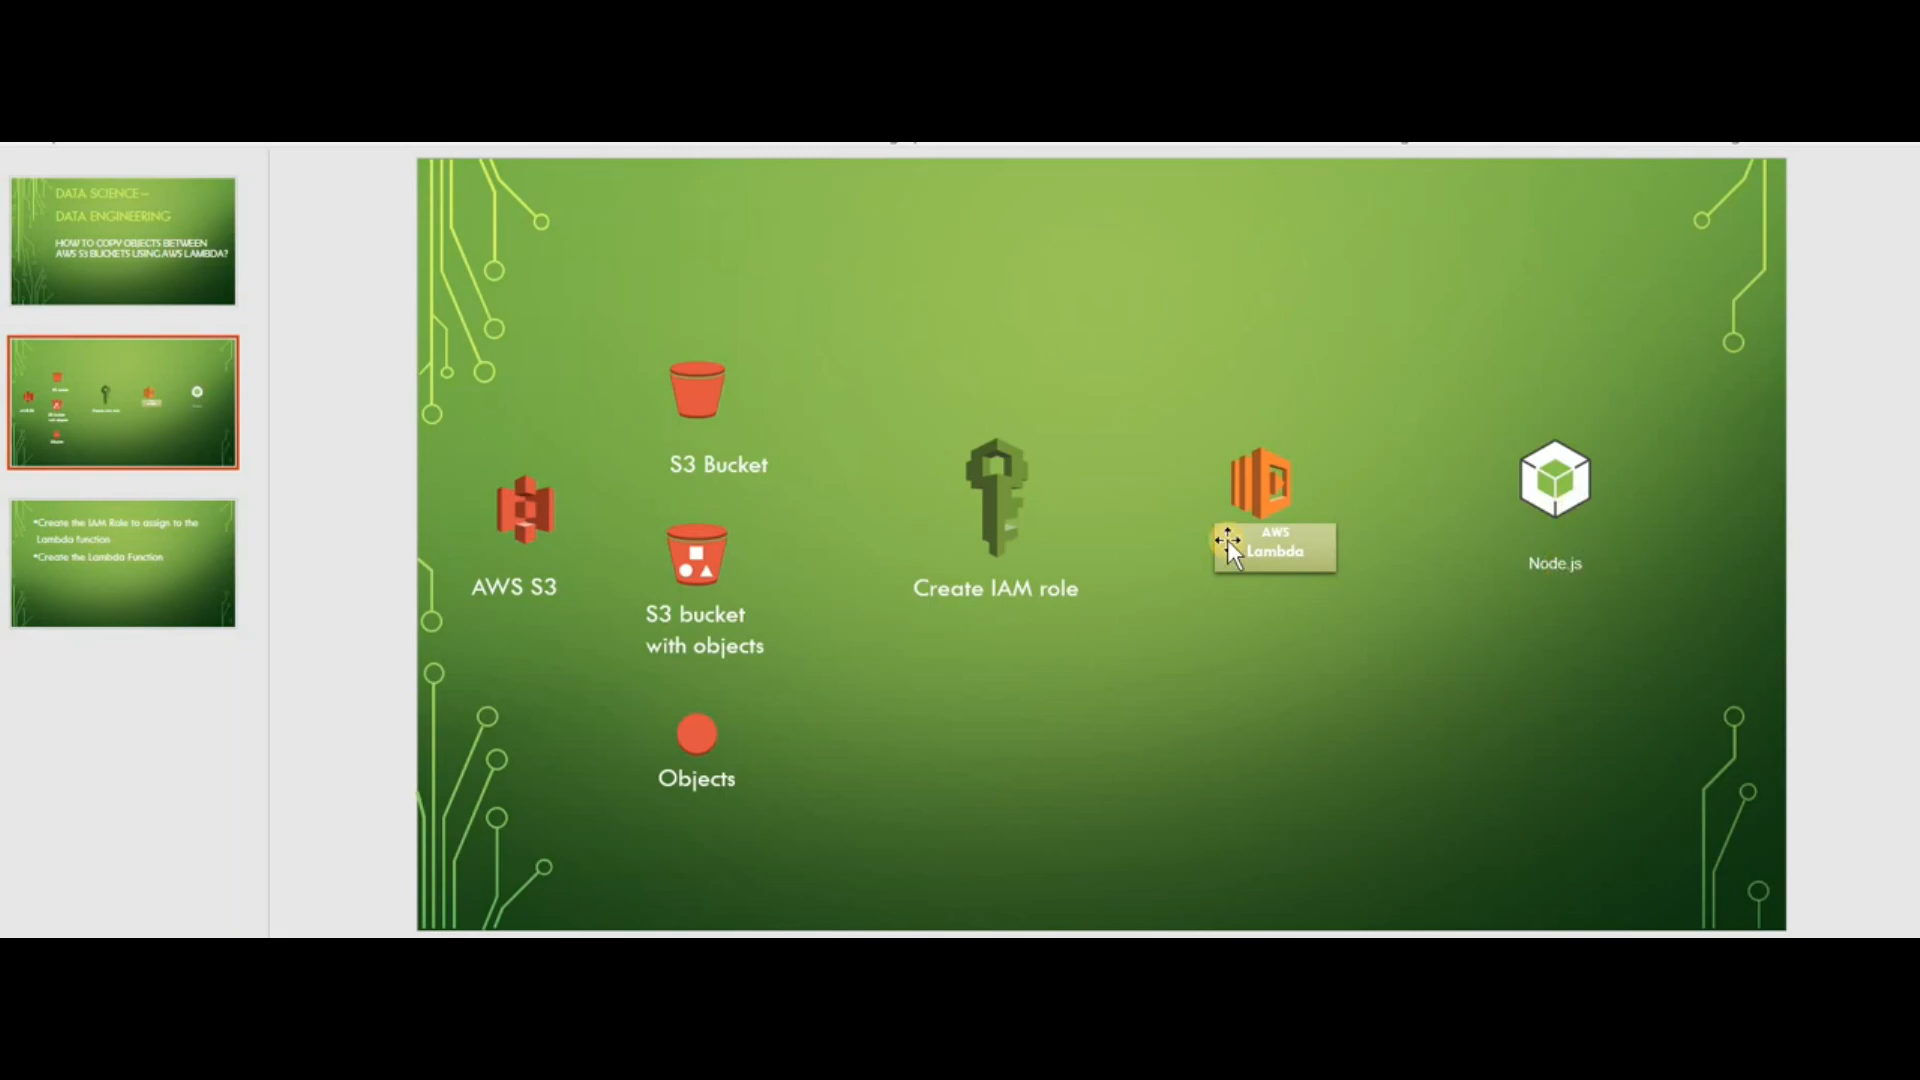 DATA SCIENCE–
DATA ENGINEERING
HOW TO COPY OBJECTS BETWEEN
AWS S3 BUCKETS USING AWS LAMBDA?
•Create the IAM Role to assign to the
Lambda function
•Create the Lambda Function
S3 Bucket
AWS S3
S3 bucket
with objects
Objects
Create IAM role
AWS
Lambda
Node.js